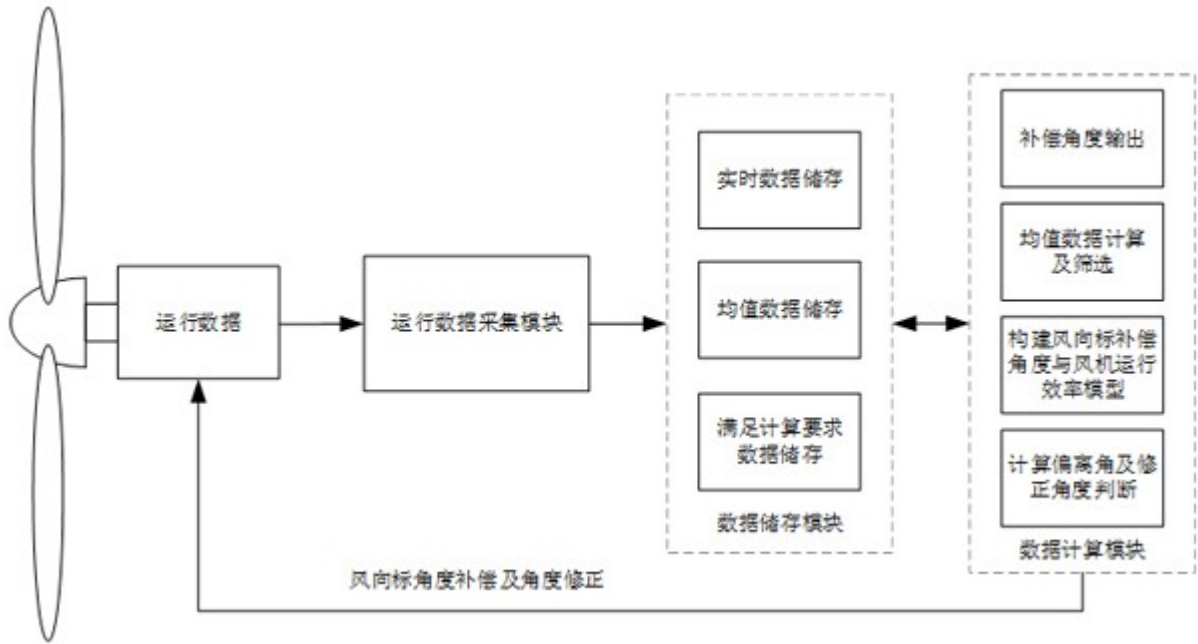 运行数据
运行数据采集模块
实时数据储存
均值数据储存
满足计算要求
数据储存
数据储存模块
补偿角度输出
均值数据计算
及筛选
构建风向标补偿
角度与风机运行
效率模型
计算偏离角及修
正角度判断
数据计算模块
风向标角度补偿及角度修正